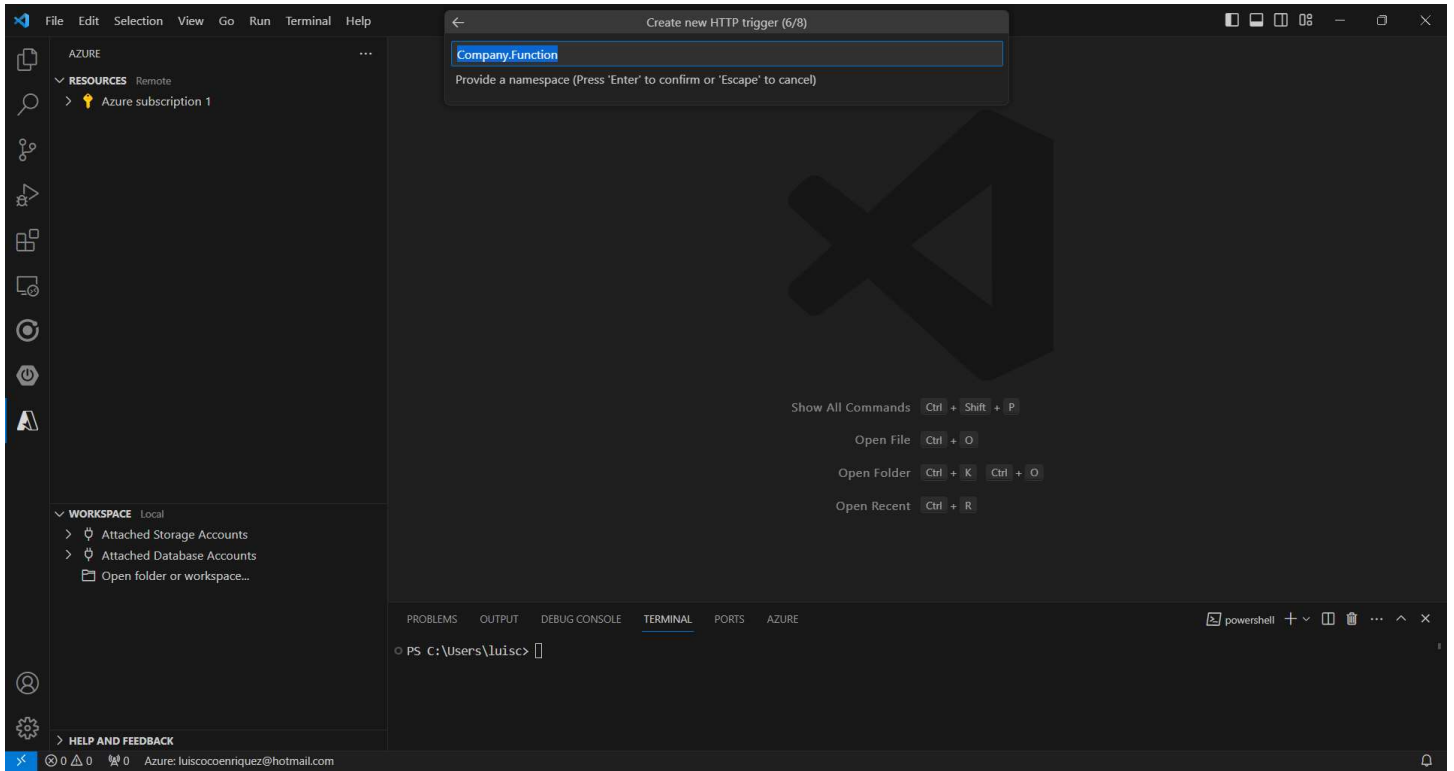 File Edit Selection View Go Run Terminal Help
Create new HTTP trigger (6/8)
Company.Function
Provide a namespace (Press 'Enter' to confirm or 'Escape' to cancel)
AZURE
RESOURCES Remote
Azure subscription 1
Show All Commands Ctrl + Shift + P
Open File Ctrl + O
Open Folder Ctrl + K Ctrl + O
Open Recent Ctrl + R
WORKSPACE Local
Attached Storage Accounts
Attached Database Accounts
Open folder or workspace...
PROBLEMS OUTPUT DEBUG CONSOLE TERMINAL PORTS AZURE
powershell
PS C:\Users\luisc>
HELP AND FEEDBACK
0 0 0 Azure: luiscocoenriquez@hotmail.com